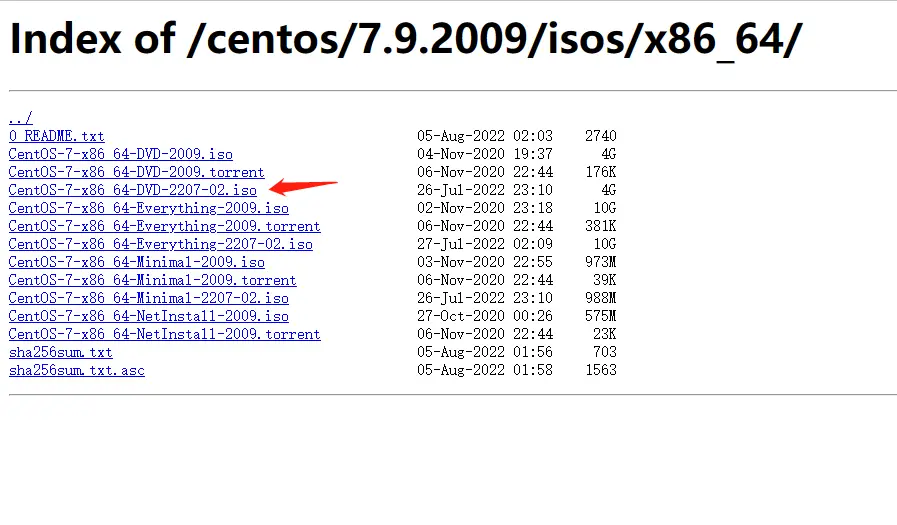 Index of /centos/7.9.2009/isos/x86_64/
../
0_README.txt 05-Aug-2022 02:03 2740
CentOS-7-x86_64-DVD-2009.iso 04-Nov-2020 19:37 4G
CentOS-7-x86_64-DVD-2009.torrent 06-Nov-2020 22:44 176K
CentOS-7-x86_64-DVD-2207-02.iso 26-Jul-2022 23:10 4G
CentOS-7-x86_64-Everything-2009.iso 02-Nov-2020 23:18 10G
CentOS-7-x86_64-Everything-2009.torrent 06-Nov-2020 22:44 381K
CentOS-7-x86_64-Everything-2207-02.iso 27-Jul-2022 02:09 10G
CentOS-7-x86_64-Minimal-2009.iso 03-Nov-2020 22:55 973M
CentOS-7-x86_64-Minimal-2009.torrent 06-Nov-2020 22:44 39K
CentOS-7-x86_64-Minimal-2207-02.iso 26-Jul-2022 23:10 988M
CentOS-7-x86_64-NetInstall-2009.iso 27-Oct-2020 00:26 575M
CentOS-7-x86_64-NetInstall-2009.torrent 06-Nov-2020 22:44 23K
sha256sum.txt 05-Aug-2022 01:56 703
sha256sum.txt.asc 05-Aug-2022 01:58 1563